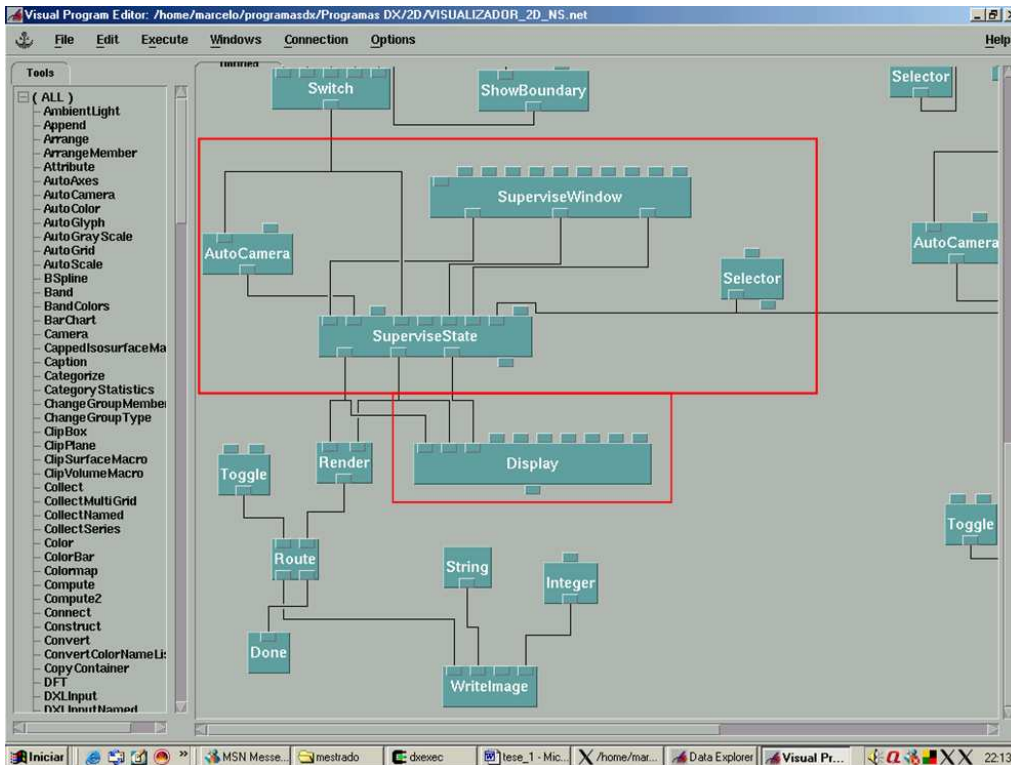 Visual Program Editor: /home/marcelo/programasdx/Programas DX/2D/VISUALIZADOR_2D_NS.net
File Edit Execute Windows Connection Options Help
Tools
Untitled
(ALL)
AmbientLight
Append
Arrange
ArrangeMember
Attribute
AutoAxes
AutoCamera
AutoColor
AutoGlyph
AutoGrayScale
AutoGrid
AutoScale
BSpline
Band
BandColors
BarChart
Camera
CappedIsosurfaceMa
Caption
Categorize
CategoryStatistics
ChangeGroupMember
ChangeGroupType
ClipBox
ClipPlane
ClipSurfaceMacro
ClipVolumeMacro
Collect
CollectMultiGrid
CollectNamed
CollectSeries
Color
ColorBar
Colormap
Compute
Compute2
Connect
Construct
Convert
ConvertColorNameLi
CopyContainer
DFT
DXLInput
DXLInputNamed
Switch
ShowBoundary
Selector
SuperviseWindow
AutoCamera
Selector
AutoCamera
SuperviseState
Toggle
Render
Display
Toggle
Route
String
Integer
Done
WriteImage
Iniciar
»
MSN Messe...
mestrado
dxexec
tese_1 - Mic...
/home/mar...
Data Explorer
Visual Pr...
22:13